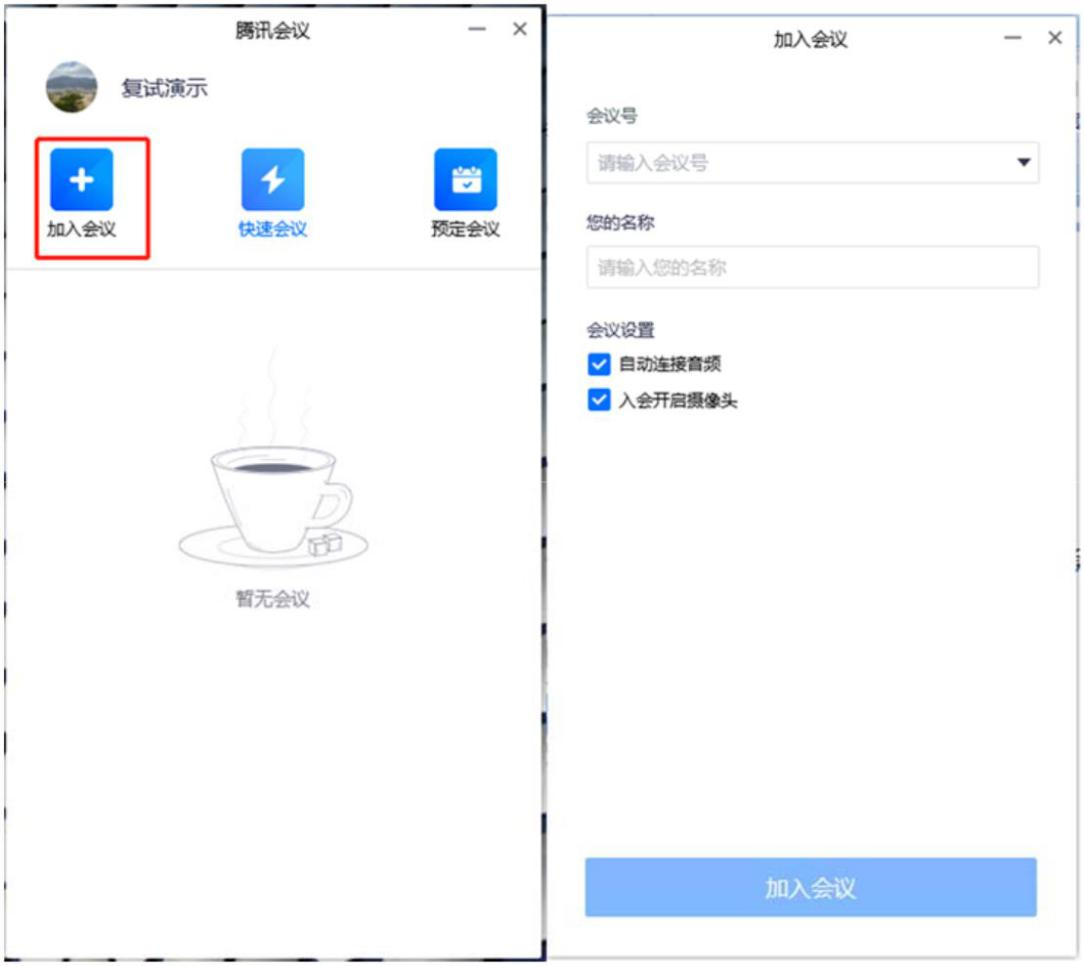 腾讯会议
复试演示
加入会议
快速会议
预定会议
暂无会议
加入会议
会议号
请输入会议号
您的名称
请输入您的名称
会议设置
自动连接音频
入会开启摄像头
加入会议